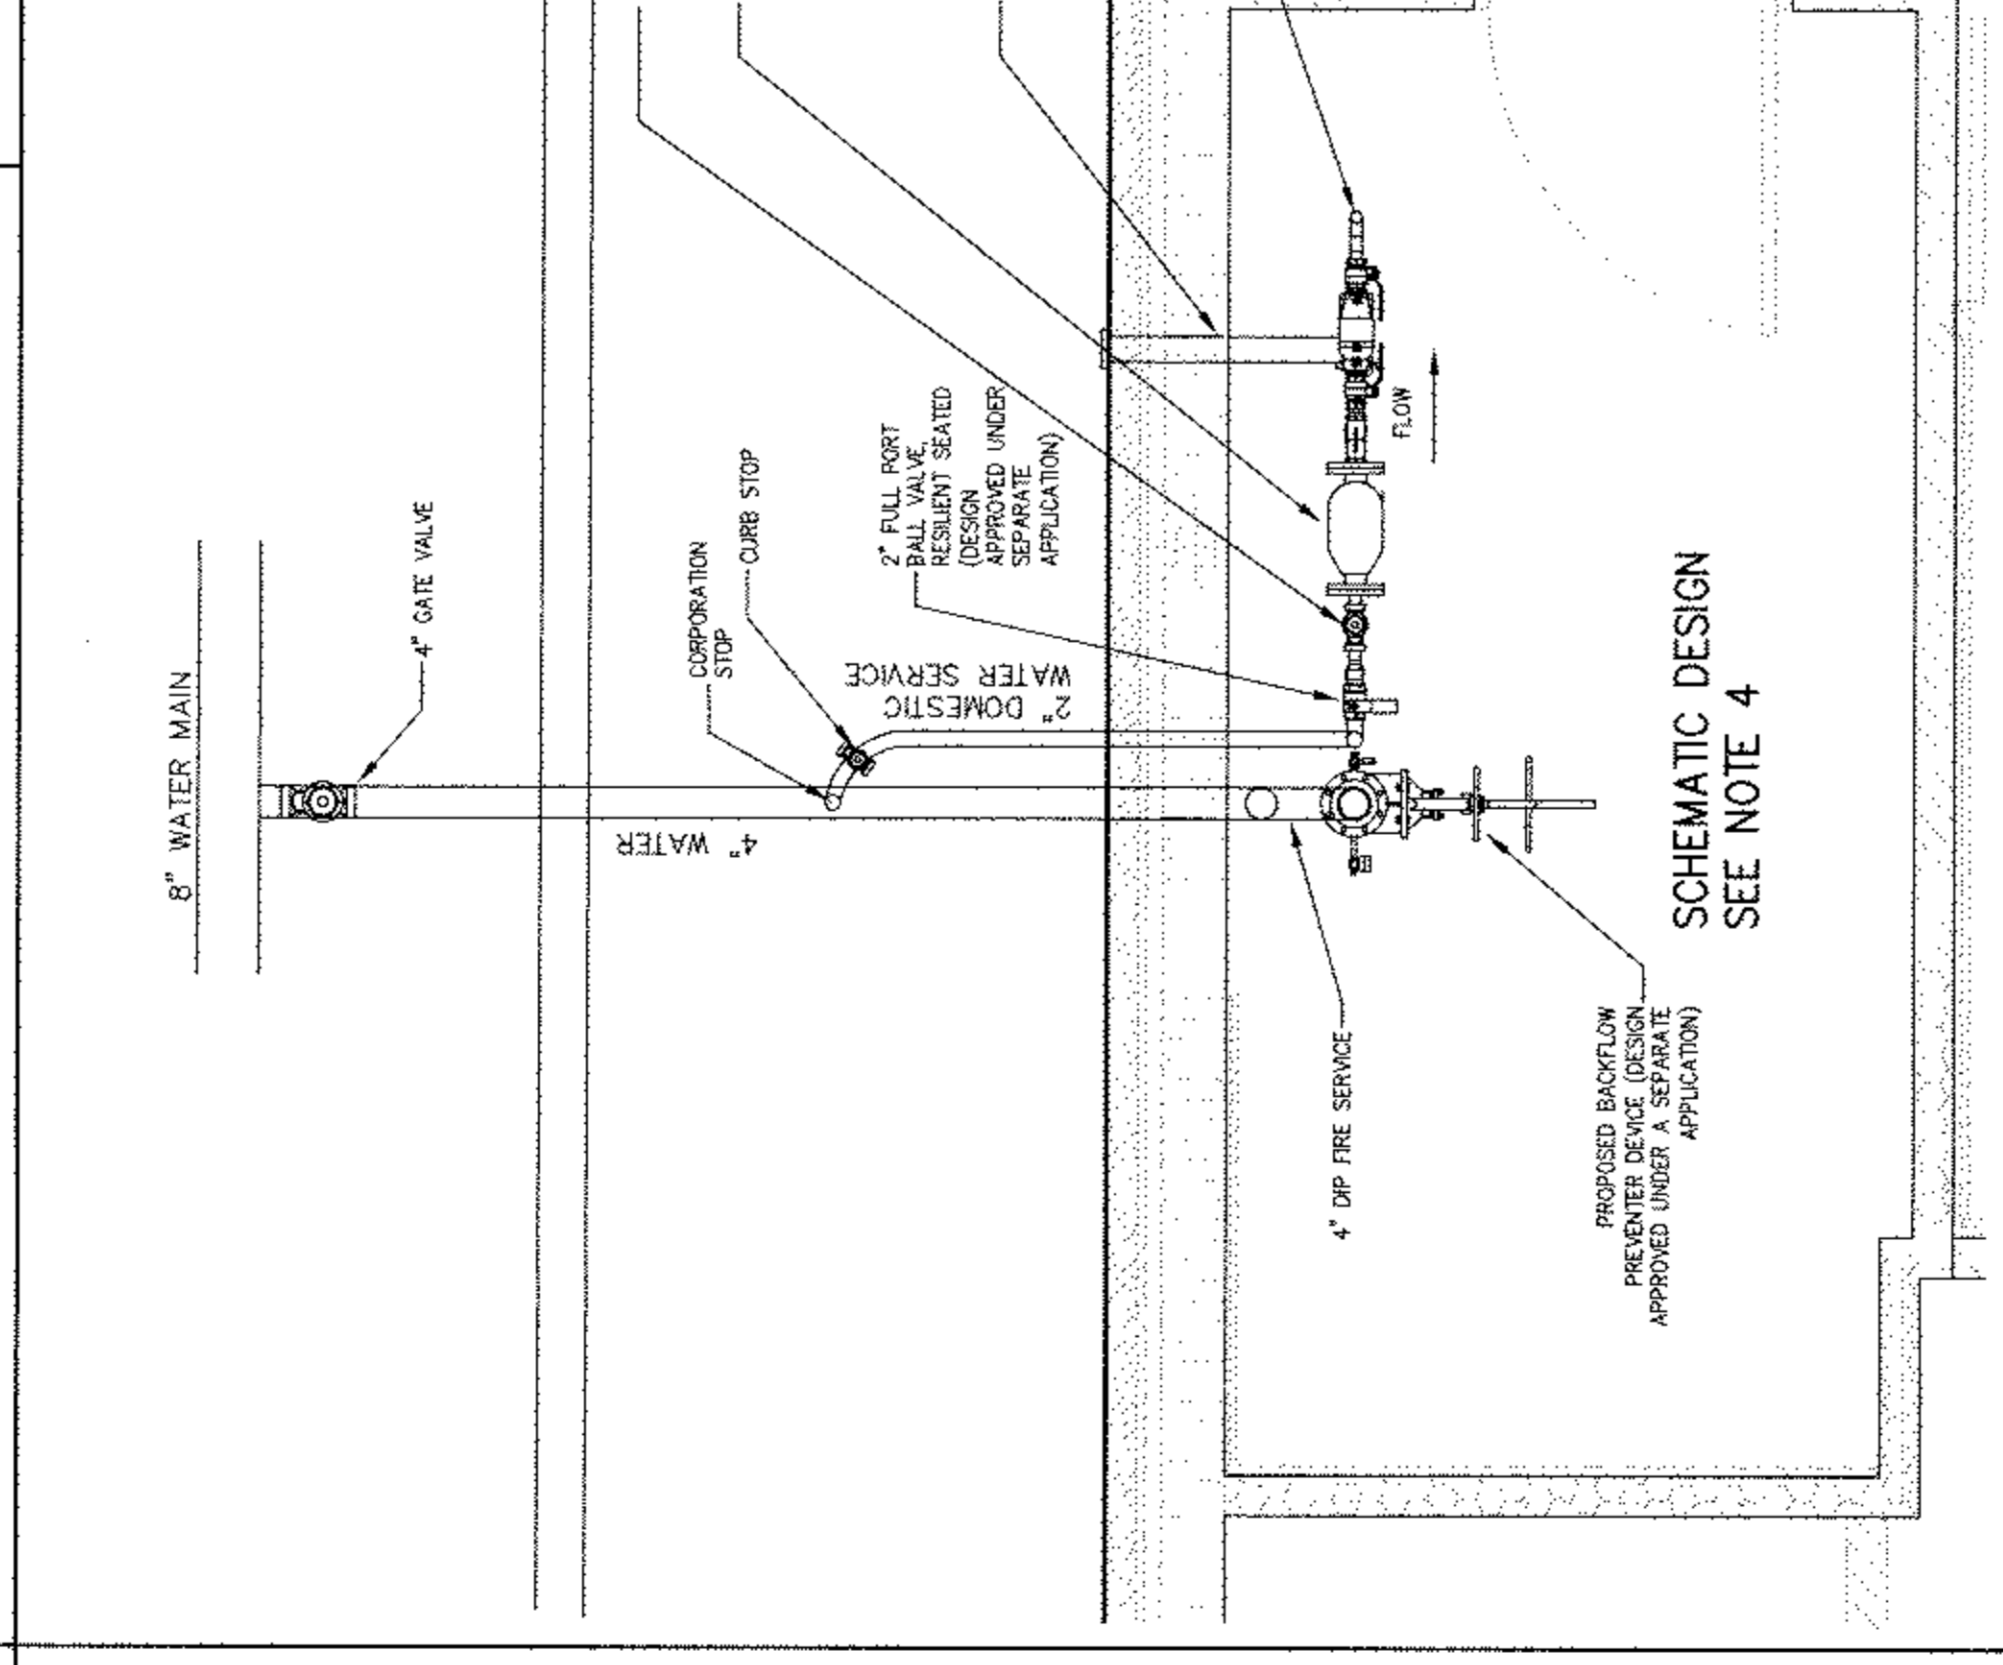 8" WATER MAIN
4" GATE VALVE
CORPORATION
STOP
CURB STOP
2" FULL PORT
BALL VALVE,
RESILIENT SEATED
(DESIGN
APPROVED UNDER
SEPARATE
APPLICATION)
2" DOMESTIC
WATER SERVICE
4" WATER
FLOW
4" DIP FIRE SERVICE
PROPOSED BACKFLOW
PREVENTER DEVICE (DESIGN
APPROVED UNDER A SEPARATE
APPLICATION)
SCHEMATIC DESIGN
SEE NOTE 4